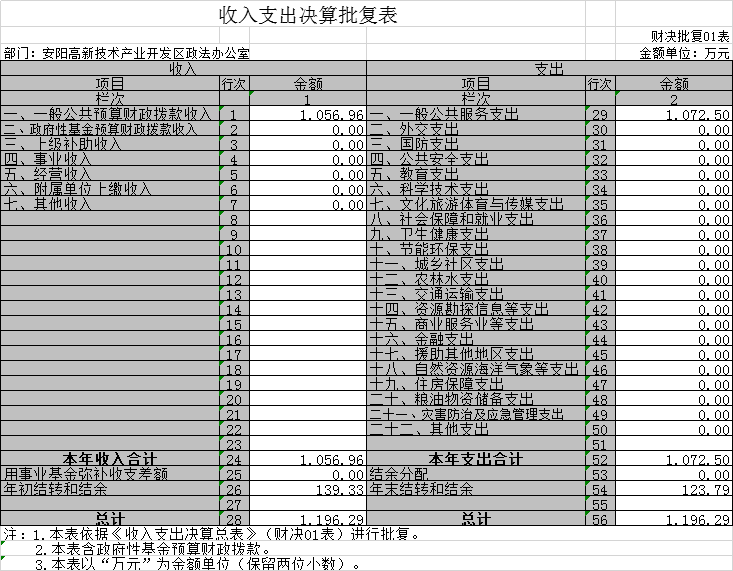 收入支出决算批复表
财决批复01表
部门：安阳高新技术产业开发区政法办公室 金额单位：万元
收入 支出
项目 行次 金额 项目 行次 金额
栏次 1 栏次 2
一、一般公共预算财政拨款收入 1 1,056.96 一、一般公共服务支出 29 1,072.50
二、政府性基金预算财政拨款收入 2 0.00 二、外交支出 30 0.00
三、上级补助收入 3 0.00 三、国防支出 31 0.00
四、事业收入 4 0.00 四、公共安全支出 32 0.00
五、经营收入 5 0.00 五、教育支出 33 0.00
六、附属单位上缴收入 6 0.00 六、科学技术支出 34 0.00
七、其他收入 7 0.00 七、文化旅游体育与传媒支出 35 0.00
8 八、社会保障和就业支出 36 0.00
9 九、卫生健康支出 37 0.00
10 十、节能环保支出 38 0.00
11 十一、城乡社区支出 39 0.00
12 十二、农林水支出 40 0.00
13 十三、交通运输支出 41 0.00
14 十四、资源勘探信息等支出 42 0.00
15 十五、商业服务业等支出 43 0.00
16 十六、金融支出 44 0.00
17 十七、援助其他地区支出 45 0.00
18 十八、自然资源海洋气象等支出 46 0.00
19 十九、住房保障支出 47 0.00
20 二十、粮油物资储备支出 48 0.00
21 二十一、灾害防治及应急管理支出 49 0.00
22 二十二、其他支出 50 0.00
23 51
本年收入合计 24 1,056.96 本年支出合计 52 1,072.50
用事业基金弥补收支差额 25 0.00 结余分配 53 0.00
年初结转和结余 26 139.33 年末结转和结余 54 123.79
27 55
总计 28 1,196.29 总计 56 1,196.29
注：1.本表依据《收入支出决算总表》（财决01表）进行批复。
2.本表含政府性基金预算财政拨款。
3.本表以“万元”为金额单位（保留两位小数）。